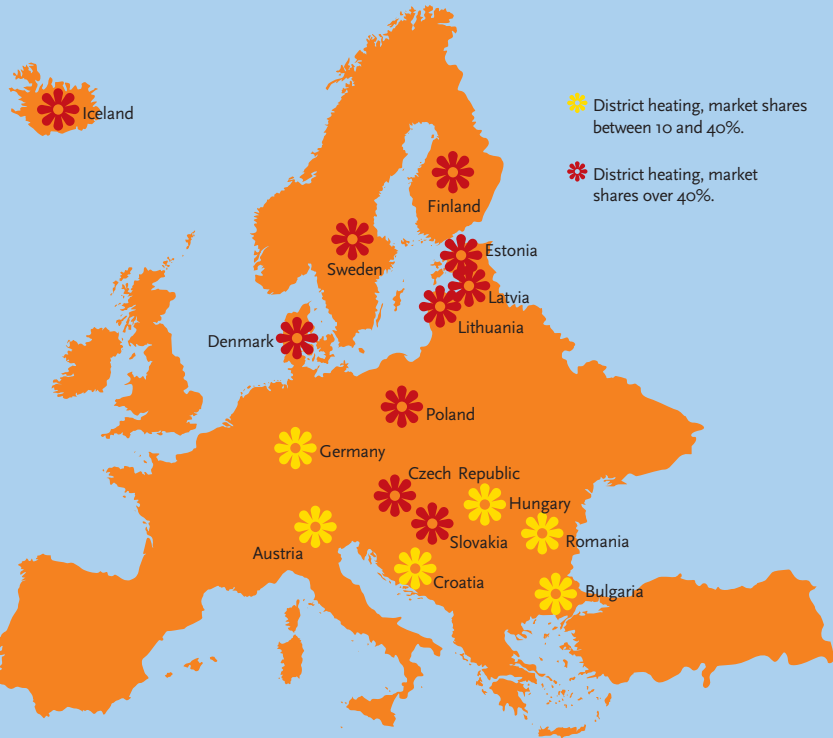 District heating, market shares
between 10 and 40%.
Iceland
District heating, market
shares over 40%.
Finland
Estonia
Sweden
Latvia
Lithuania
Denmark
Poland
Germany
Czech Republic
Hungary
Slovakia
Romania
Austria
Croatia
Bulgaria